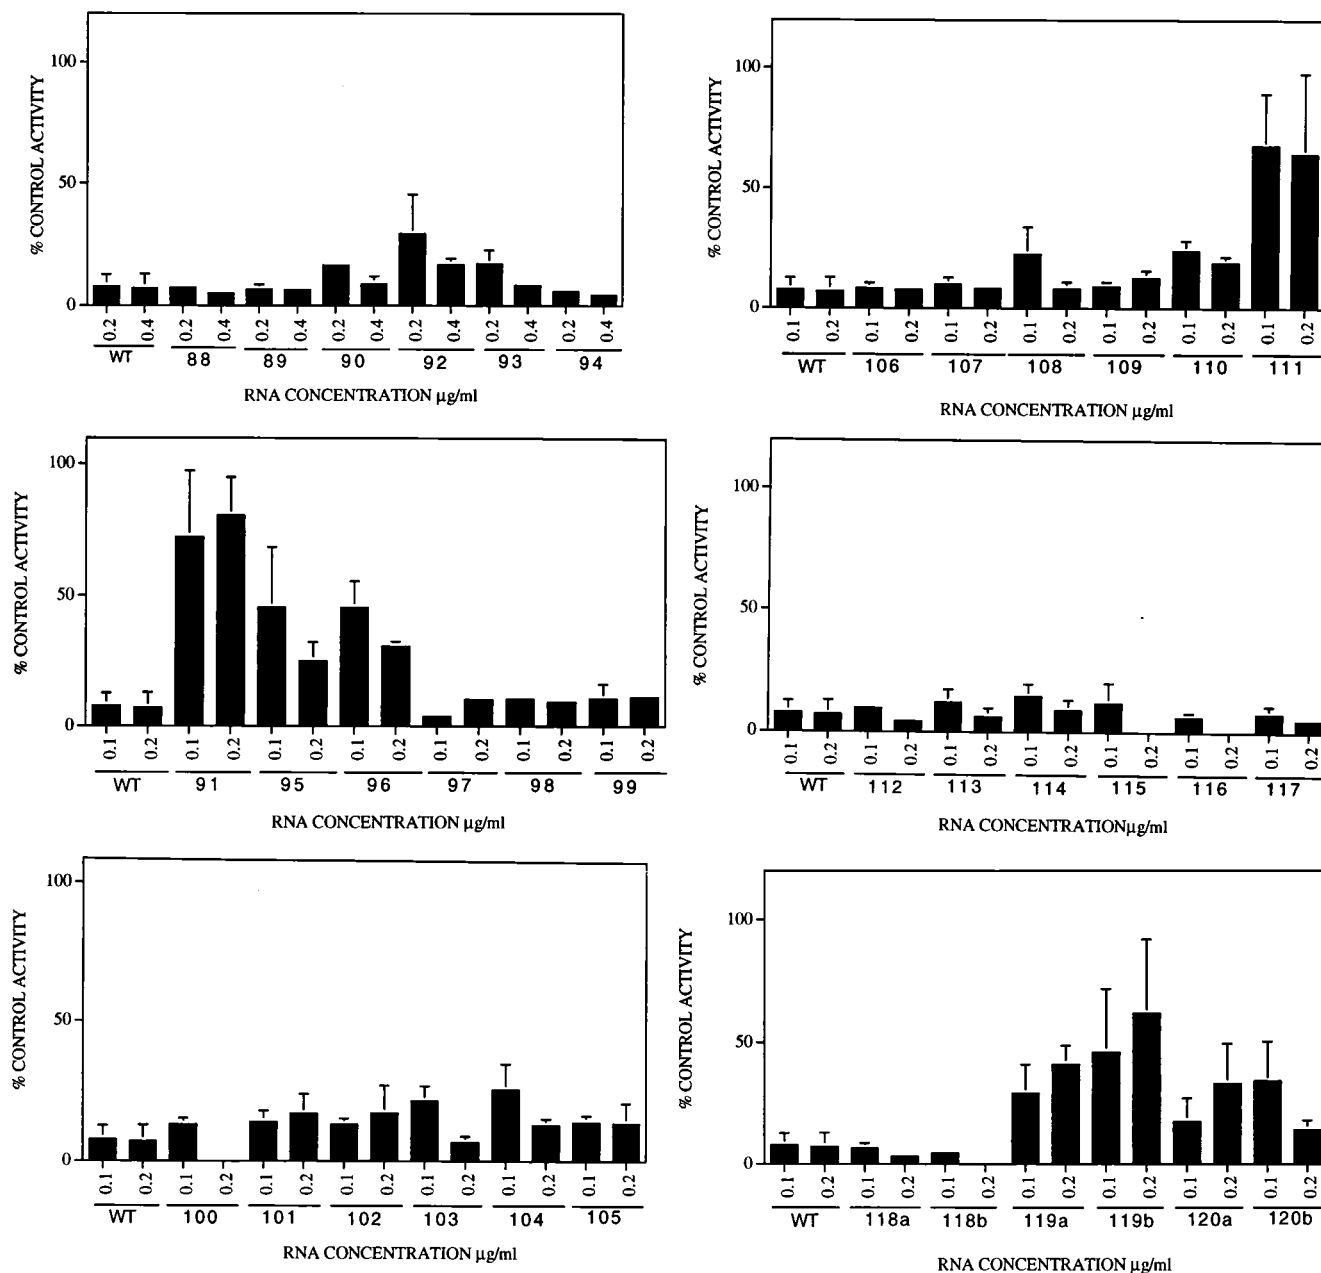 % CONTROL ACTIVITY
100
50
0
0.2 0.4 0.2 0.4 0.2 0.4 0.2 0.4 0.2 0.4 0.2 0.4 0.2 0.4
WT 88 89 90 92 93 94
RNA CONCENTRATION µg/ml
% CONTROL ACTIVITY
100
50
0
0.1 0.2 0.1 0.2 0.1 0.2 0.1 0.2 0.1 0.2 0.1 0.2 0.1 0.2
WT 106 107 108 109 110 111
RNA CONCENTRATION µg/ml
% CONTROL ACTIVITY
100
50
0
0.1 0.2 0.1 0.2 0.1 0.2 0.1 0.2 0.1 0.2 0.1 0.2 0.1 0.2
WT 91 95 96 97 98 99
RNA CONCENTRATION µg/ml
% CONTROL ACTIVITY
100
50
0
0.1 0.2 0.1 0.2 0.1 0.2 0.1 0.2 0.1 0.2 0.1 0.2 0.1 0.2
WT 112 113 114 115 116 117
RNA CONCENTRATIONµg/ml
% CONTROL ACTIVITY
100
50
0
0.1 0.2 0.1 0.2 0.1 0.2 0.1 0.2 0.1 0.2 0.1 0.2 0.1 0.2
WT 100 101 102 103 104 105
RNA CONCENTRATION µg/ml
% CONTROL ACTIVITY
100
50
0
0.1 0.2 0.1 0.2 0.1 0.2 0.1 0.2 0.1 0.2 0.1 0.2 0.1 0.2
WT 118a 118b 119a 119b 120a 120b
RNA CONCENTRATION µg/ml